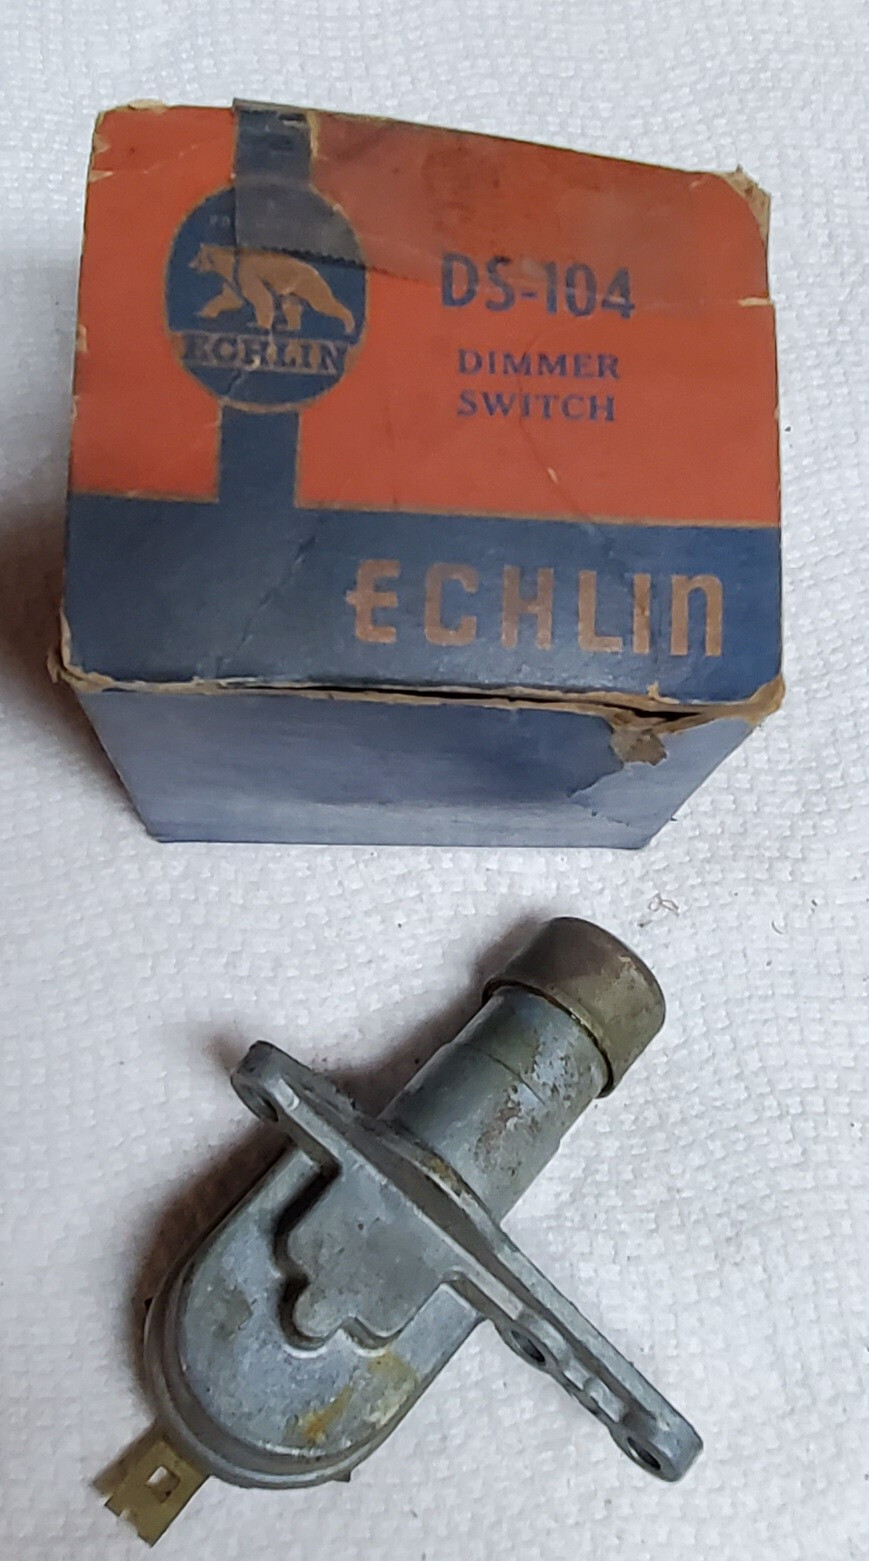 ECHLIN
DS-104
DIMMER
SWITCH
ECHLIN